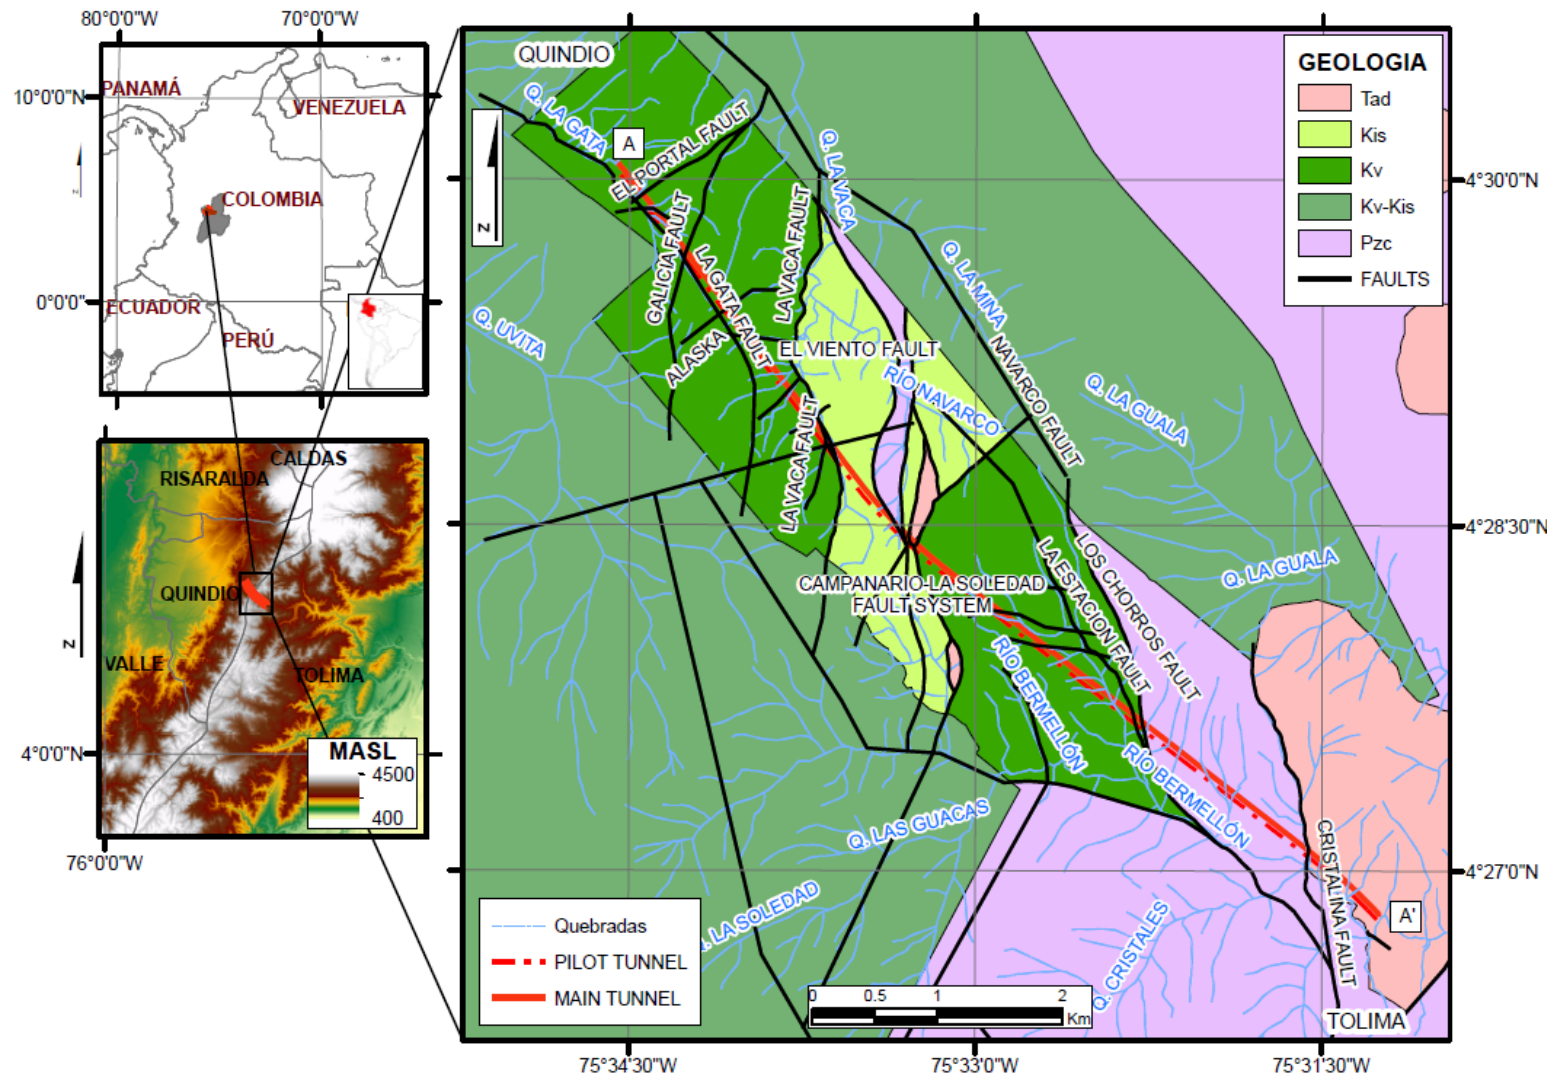 80°0'0"W
70°0'0"W
10°0'0"N
0°0'0"
PANAMÁ
VENEZUELA
COLOMBIA
ECUADOR
PERÚ
N
RISARALDA
CALDAS
QUINDIO
VALLE
TOLIMA
MASL
4500
400
N
4°0'0"N
76°0'0"W
QUINDIO
N
Q. LA GATA
A
EL PORTAL FAULT
GALICIA FAULT
LA GATA FAULT
ALASKA
Q. UVITA
LA VACA FAULT
Q. LA VACA
Q. LA MINA
NAVARCO FAULT
EL VIENTO FAULT
RÍO NAVARCO
LA VACA FAULT
Q. LA GUALA
Q. LA GUALA
CAMPANARIO-LA SOLEDAD
FAULT SYSTEM
LA ESTACION FAULT
LOS CHORROS FAULT
RÍO BERMELLÓN
RÍO BERMELLÓN
Q. LAS GUACAS
LA SOLEDAD
Q. CRISTALES
CRISTALINA FAULT
A'
TOLIMA
GEOLOGIA
Tad
Kis
Kv
Kv-Kis
Pzc
FAULTS
4°30'0"N
4°28'30"N
4°27'0"N
Quebradas
PILOT TUNNEL
MAIN TUNNEL
0 0.5 1 2
Km
75°34'30"W
75°33'0"W
75°31'30"W